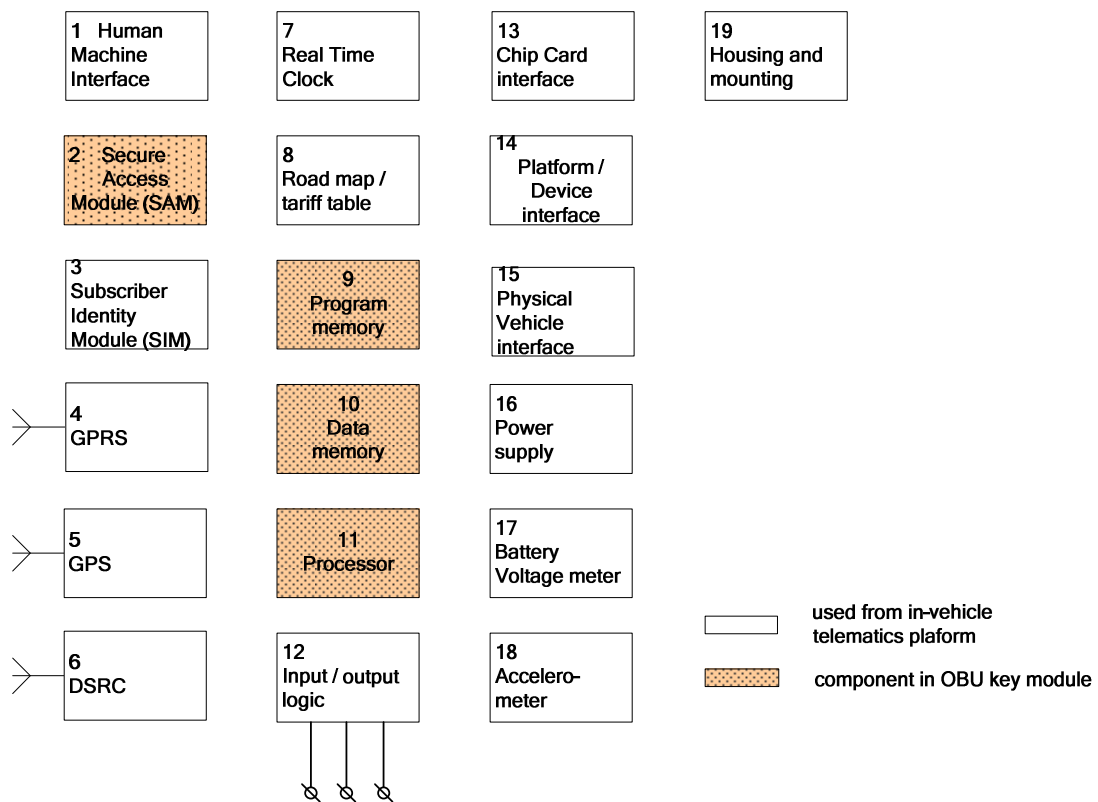 1 Human
Machine
Interface
2 Secure
Access
Module (SAM)
3
Subscriber
Identity
Module (SIM)
4
GPRS
5
GPS
6
DSRC
7
Real Time
Clock
8
Road map /
tariff table
9
Program
memory
10
Data
memory
11
Processor
12
Input / output
logic
13
Chip Card
interface
14
Platform /
Device
interface
15
Physical
Vehicle
interface
16
Power
supply
17
Battery
Voltage meter
18
Accelero-
meter
19
Housing and
mounting
used from in-vehicle
telematics plaform
component in OBU key module